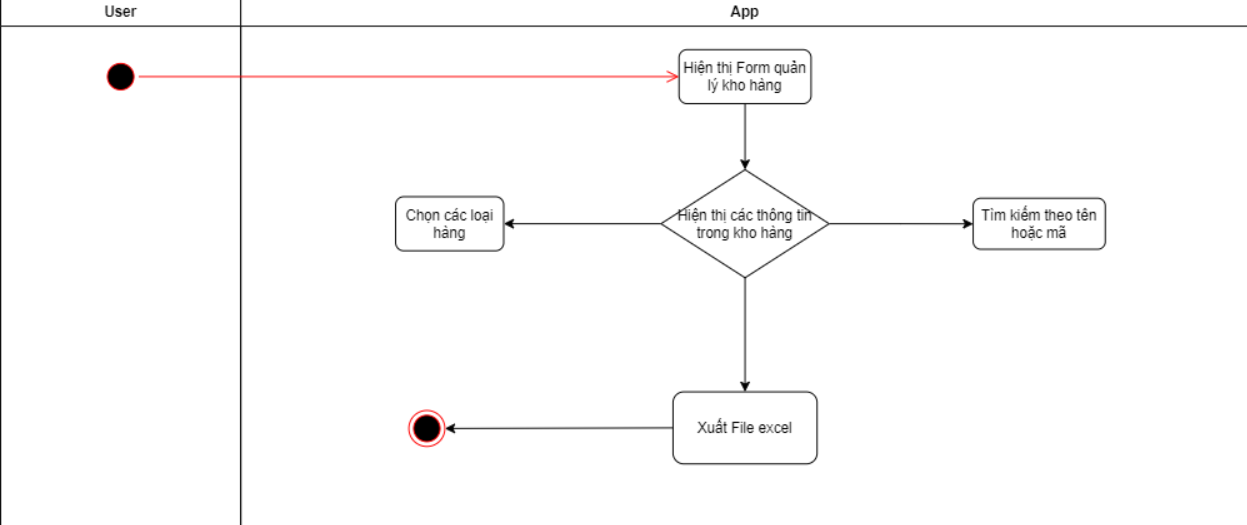 User
App
Hiện thị Form quản
lý kho hàng
Chọn các loại
hàng
Hiện thị các thông tin
trong kho hàng
Tìm kiếm theo tên
hoặc mã
Xuất File excel